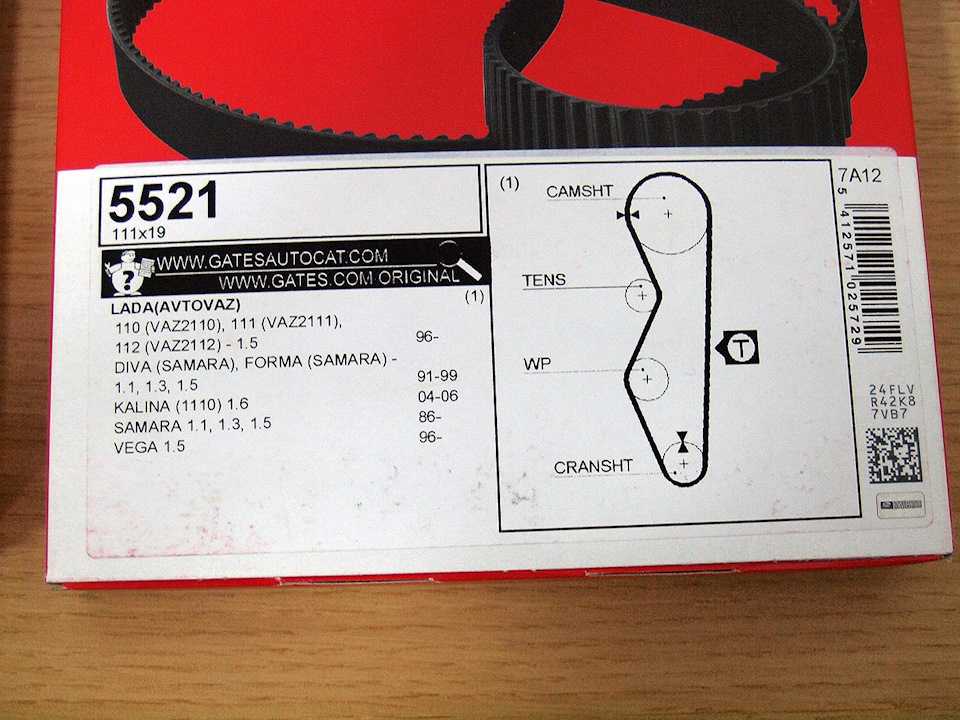 5521
111x19
WWW.GATESAUTOCAT.COM
WWW.GATES.COM ORIGINAL
(1)
LADA(AVTOVAZ)
110 (VAZ2110), 111 (VAZ2111),
112 (VAZ2112) - 1.5 96-
DIVA (SAMARA), FORMA (SAMARA) -
1.1, 1.3, 1.5 91-99
KALINA (1110) 1.6 04-06
SAMARA 1.1, 1.3, 1.5 86-
VEGA 1.5 96-
(1)
CAMSHT
TENS
WP
T
CRANSHT
7A12
5 412571 025729
24FLV
R42K8
7VB7